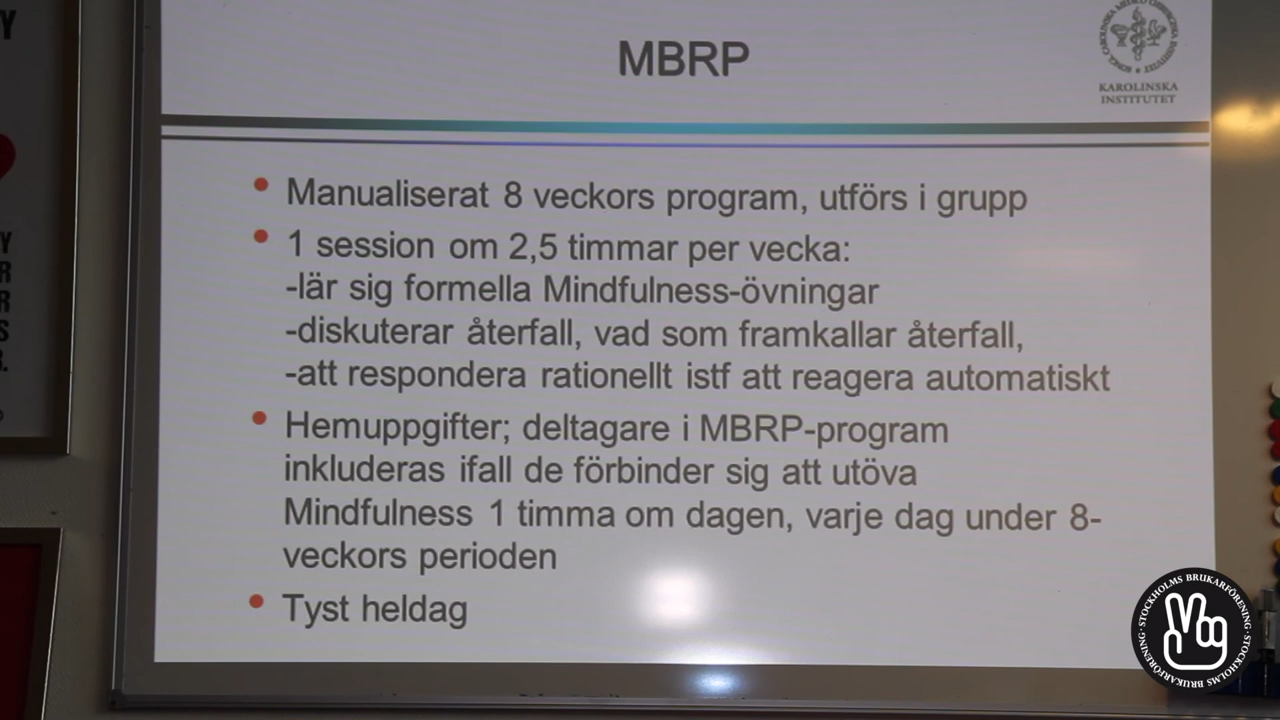 MBRP
KAROLINSKA
INSTITUTET
• Manualiserat 8 veckors program, utförs i grupp
• 1 session om 2,5 timmar per vecka:
-lär sig formella Mindfulness-övningar
-diskuterar återfall, vad som framkallar återfall,
-att respondera rationellt istf att reagera automatiskt
• Hemuppgifter; deltagare i MBRP-program
inkluderas ifall de förbinder sig att utöva
Mindfulness 1 timma om dagen, varje dag under 8-
veckors perioden
• Tyst heldag
STOCKHOLMS BRUKARFÖRENING · STOCKHOLMS BRUKARFÖRENING ·
Y
Y
R
R
S
.